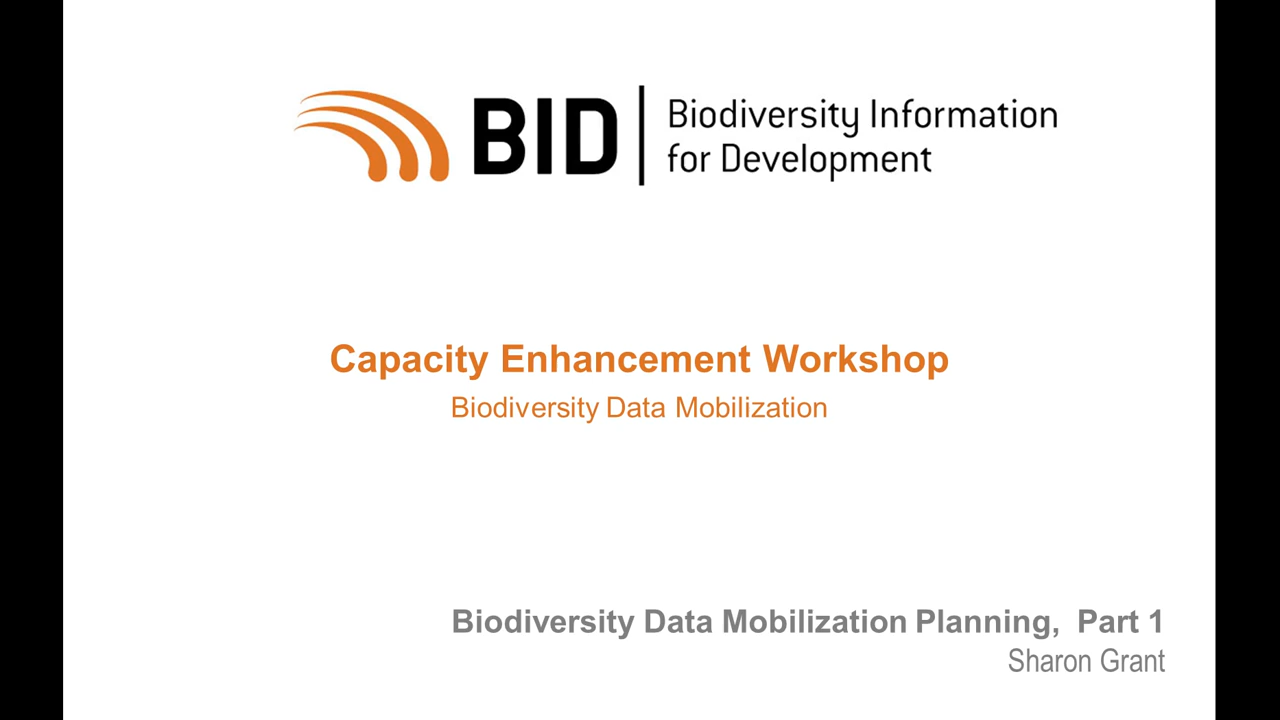 BID
Biodiversity Information
for Development
Capacity Enhancement Workshop
Biodiversity Data Mobilization
Biodiversity Data Mobilization Planning, Part 1
Sharon Grant